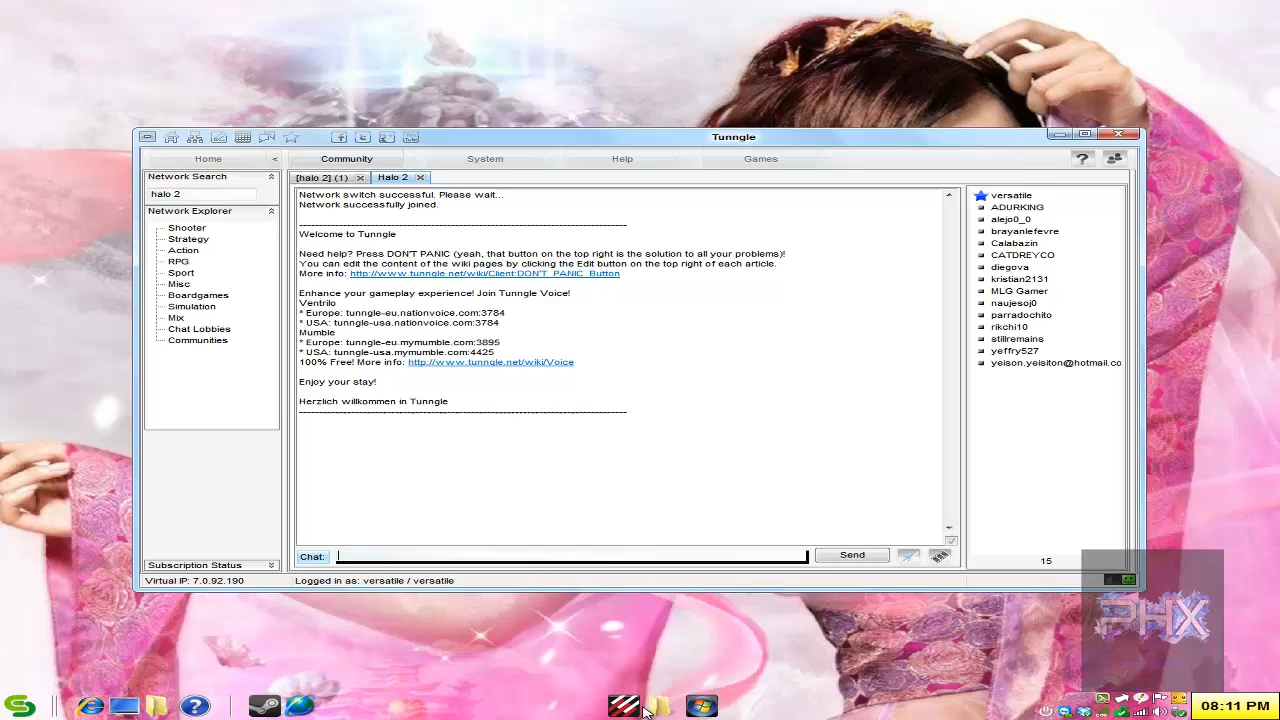 Tunngle
Home < Community System Help Games
Network Search
halo 2
Network Explorer
Shooter
Strategy
Action
RPG
Sport
Misc
Boardgames
Simulation
Mix
Chat Lobbies
Communities
Subscription Status
[halo 2] (1) Halo 2
Network switch successful. Please wait...
Network successfully joined.
Welcome to Tunngle
Need help? Press DON'T PANIC (yeah, that button on the top right is the solution to all your problems)!
You can edit the content of the wiki pages by clicking the Edit button on the top right of each article.
More info: http://www.tunngle.net/wiki/Client:DON'T_PANIC_Button
Enhance your gameplay experience! Join Tunngle Voice!
Ventrilo
* Europe: tunngle-eu.nationvoice.com:3784
* USA: tunngle-usa.nationvoice.com:3784
Mumble
* Europe: tunngle-eu.mymumble.com:3895
* USA: tunngle-usa.mymumble.com:4425
100% Free! More info: http://www.tunngle.net/wiki/Voice
Enjoy your stay!
Herzlich willkommen in Tunngle
Chat: Send
versatile
ADURKING
alejo0_0
brayanlefevre
Calabazin
CATDREYCO
diegova
kristian2131
MLG Gamer
naujesoj0
parradochito
rikchi10
stillremains
yeffry527
yeison.yeisiton@hotmail.co
15
Virtual IP: 7.0.92.190 Logged in as: versatile / versatile
PHX
08:11 PM